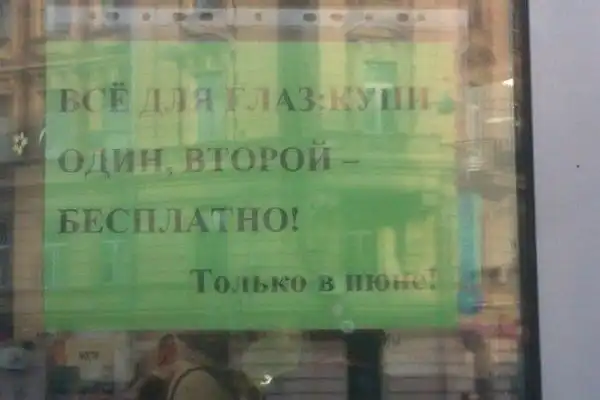 ВСЁ ДЛЯ ГЛАЗ:КУПИ
ОДИН, ВТОРОЙ –
БЕСПЛАТНО!
Только в июне!